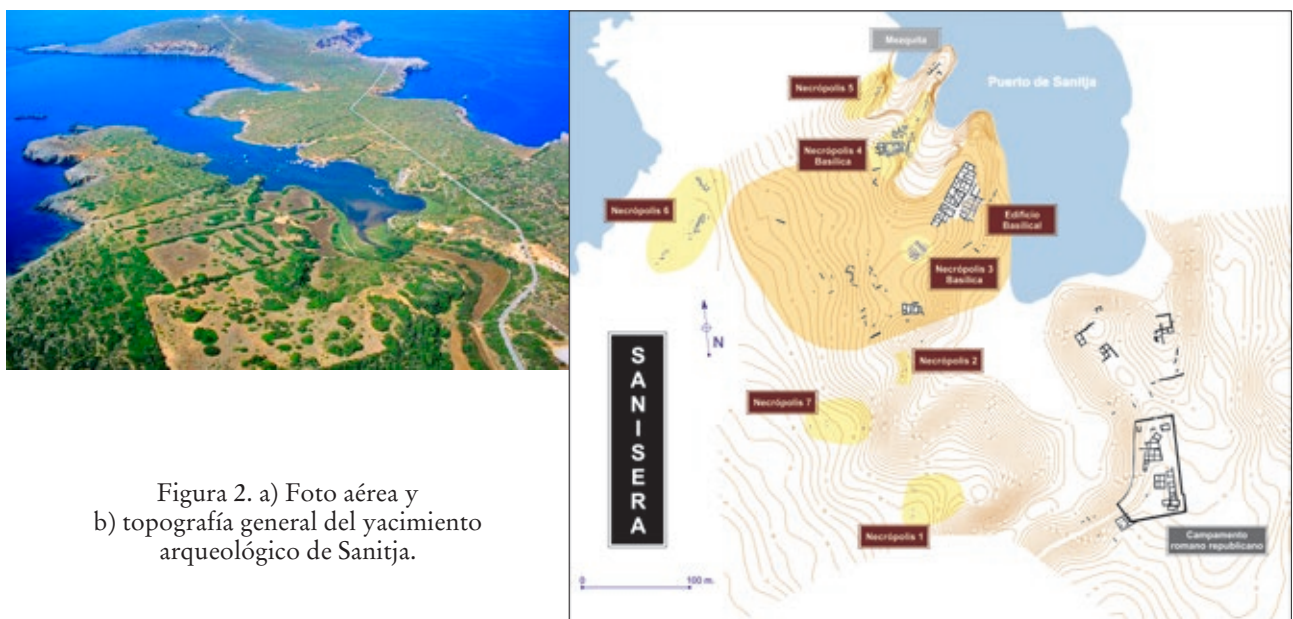 Mezquita
Necrópolis 5
Puerto de Sanitja
Necrópolis 4
Basílica
Necrópolis 6
Edificio
Basilical
Necrópolis 3
Basílica
N
Necrópolis 2
Necrópolis 7
S
A
N
I
S
E
R
A
Necrópolis 1
Campamento
romano republicano
0 100 m.
Figura 2. a) Foto aérea y
b) topografía general del yacimiento
arqueológico de Sanitja.